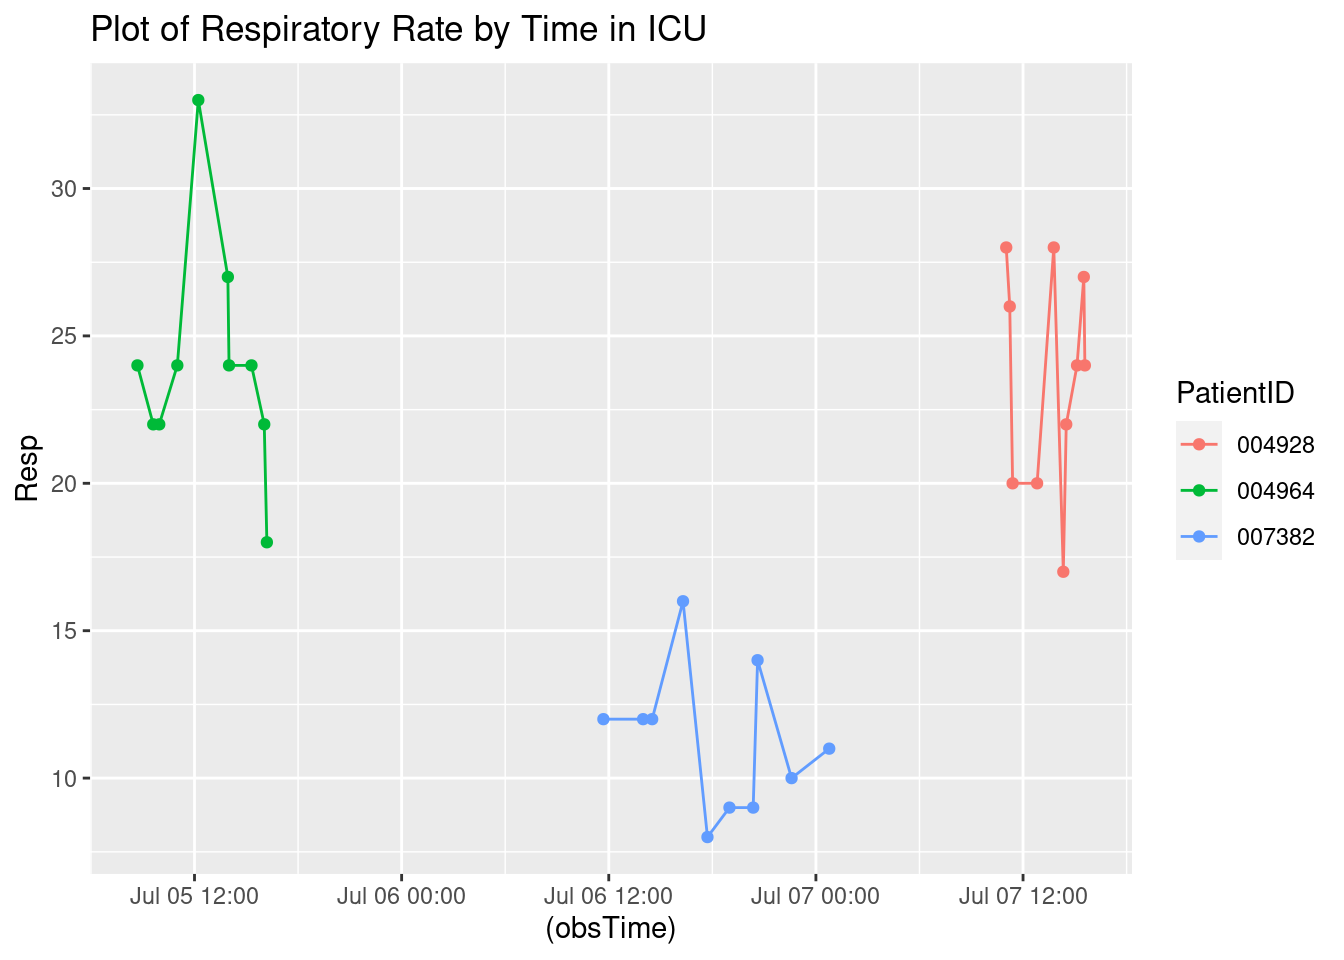 Plot of Respiratory Rate by Time in ICU
30
25
20
15
10
Resp
Jul 05 12:00
Jul 06 00:00
Jul 06 12:00
Jul 07 00:00
Jul 07 12:00
(obsTime)
PatientID
004928
004964
007382